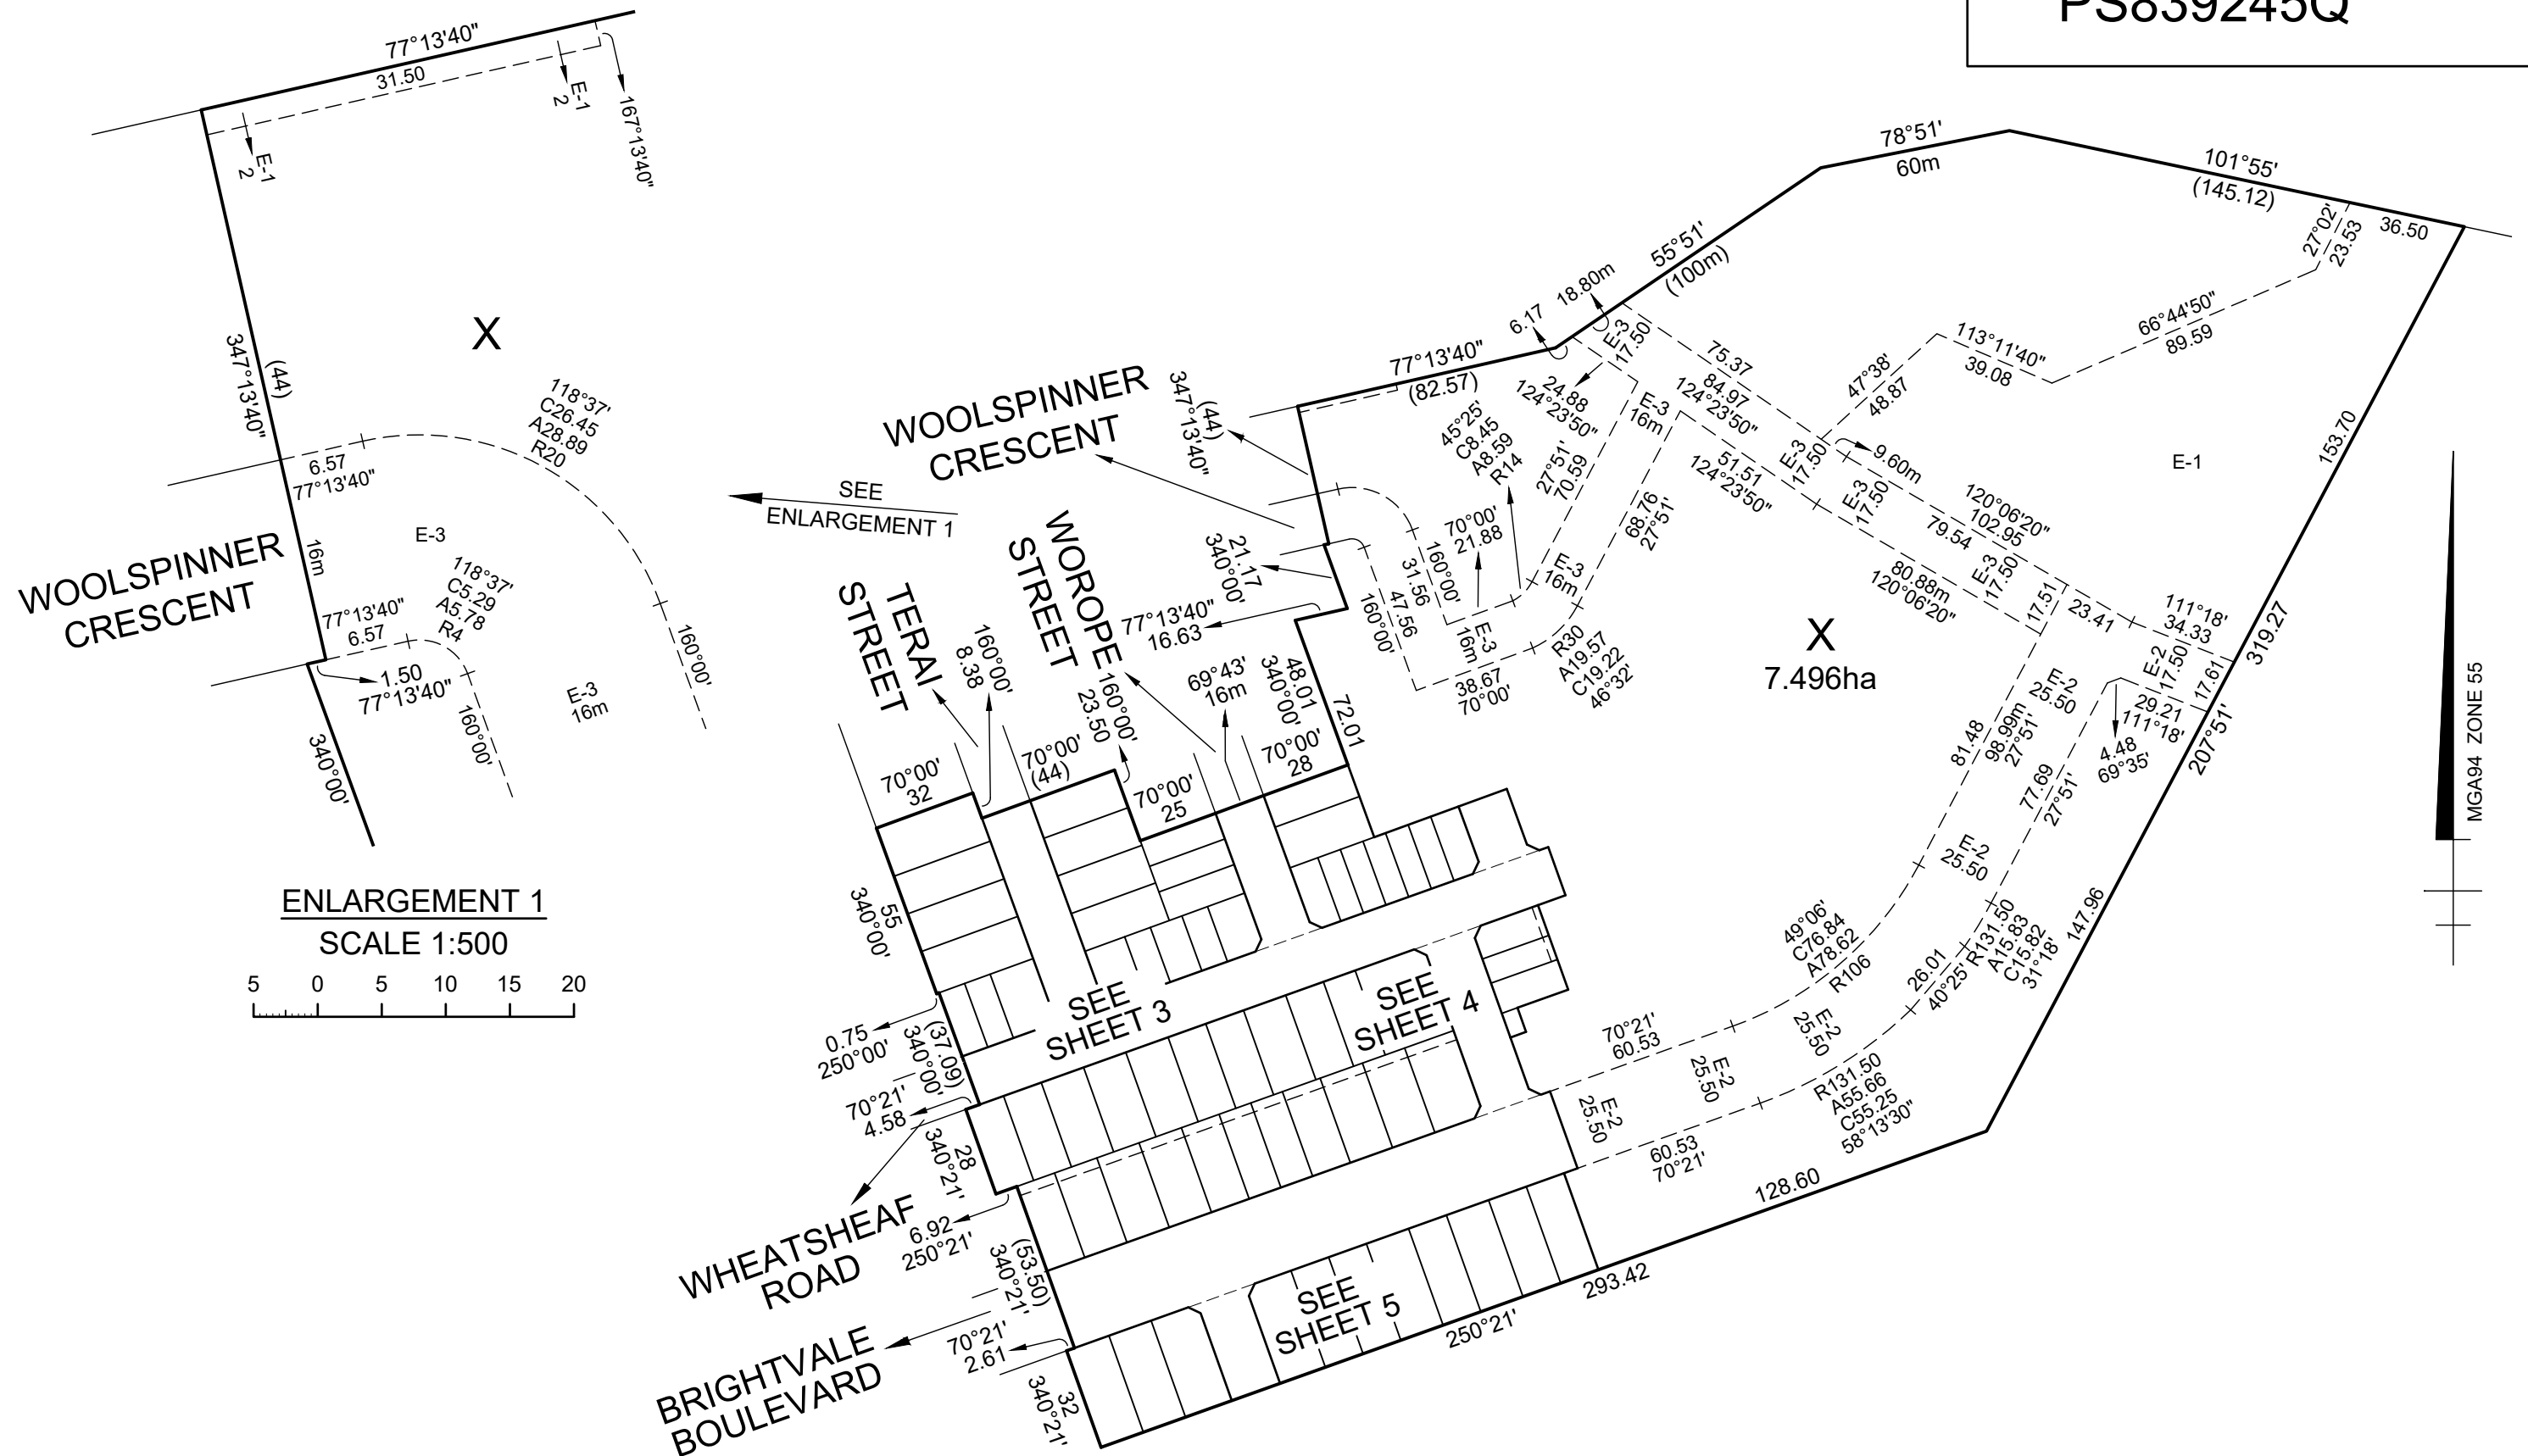 PS839245Q
77°13'40"
31.50
E-1
2
E-1
2
167°13'40"
X
(44)
347°13'40"
118°37'
C26.45
A28.89
R20
6.57
77°13'40"
E-3
WOOLSPINNER
CRESCENT
16m
118°37'
C5.29
A5.78
R4
77°13'40"
6.57
1.50
77°13'40"
E-3
16m
160°00'
160°00'
340°00'
ENLARGEMENT 1
SCALE 1:500
5 0 5 10 15 20
SEE
ENLARGEMENT 1
WOOLSPINNER
CRESCENT
(44)
347°13'40"
77°13'40"
(82.57)
6.17
18.80m
55°51'
(100m)
78°51'
60m
101°55'
(145.12)
36.50
27°02'
23.53
66°44'50"
89.59
113°11'40"
39.08
47°38'
48.87
E-3
17.50
75.37
84.97
124°23'50"
24.88
124°23'50"
E-3
16m
45°25'
C8.45
A8.59
R14
27°51'
70.59
51.51
124°23'50"
E-3
17.50
E-3
17.50
9.60m
120°06'20"
102.95
79.54
E-3
17.50
80.88m
120°06'20"
17.51
23.41
111°18'
34.33
E-2
17.50
17.61
29.21
111°18'
4.48
69°35'
E-1
153.70
319.27
207°51'
147.96
MGA94 ZONE 55
X
7.496ha
68.76
27°51'
E-3
16m
70°00'
21.88
160°00'
31.56
47.56
160°00'
16m
E-3
38.67
70°00'
R30
A19.57
C19.22
46°32'
21.17
340°00'
77°13'40"
16.63
WOROPE
STREET
TERAI
STREET
160°00'
8.38
160°00'
23.50
69°43'
16m
48.01
340°00'
72.01
70°00'
32
70°00'
(44)
70°00'
25
70°00'
28
55
340°00'
0.75
250°00'
(37.09)
340°00'
70°21'
4.58
28
340°21'
WHEATSHEAF
ROAD
6.92
250°21'
(53.50)
340°21'
BRIGHTVALE
BOULEVARD
70°21'
2.61
32
340°21'
SEE
SHEET 3
SEE
SHEET 4
SEE
SHEET 5
E-2
25.50
81.48
98.99m
27°51'
77.69
27°51'
E-2
25.50
49°06'
C76.84
A78.62
R106
R131.50
A15.83
C15.82
31°18'
26.01
40°25'
70°21'
60.53
E-2
25.50
E-2
25.50
E-2
25.50
60.53
70°21'
R131.50
A55.66
C55.25
58°13'30"
128.60
293.42
250°21'